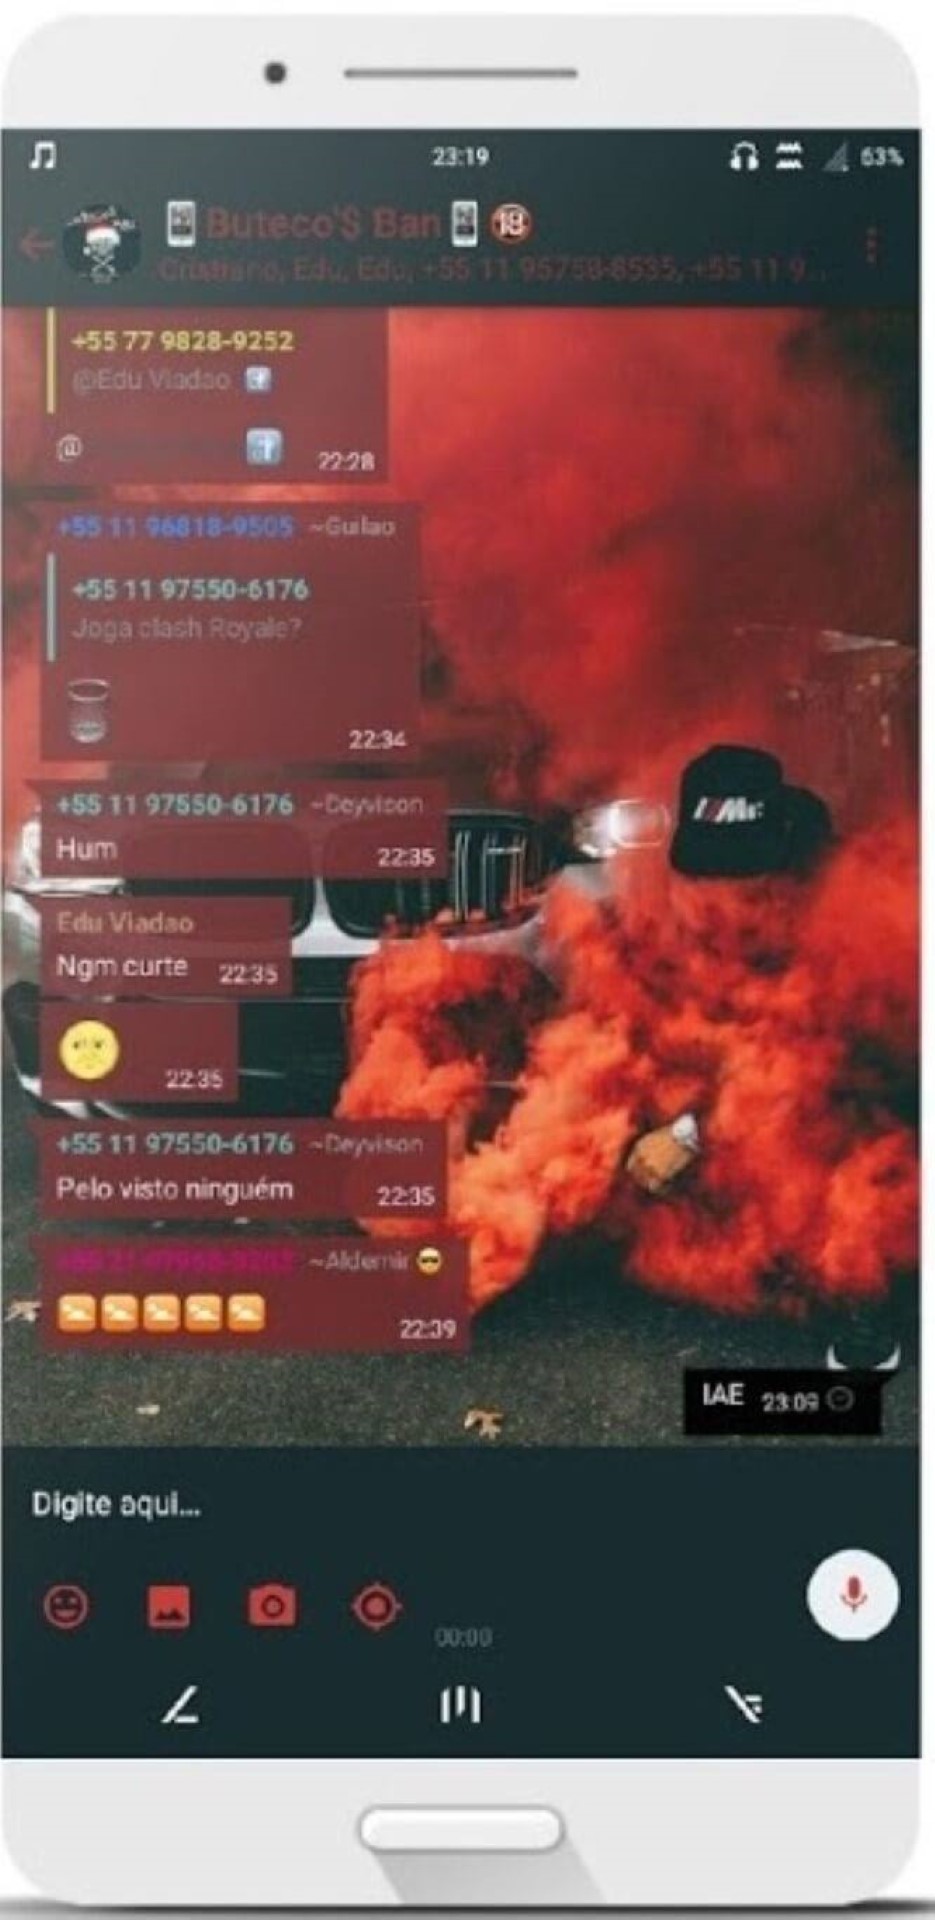 23:19
63%
Buteco'$ Ban 🔞
Cristiano, Edu, Edu, +55 11 95758-8535, +55 11 9...
+55 77 9828-9252
@Edu Viadao
@
22:28
+55 11 96818-9505 ~Guilao
+55 11 97550-6176
Joga clash Royale?
22:34
+55 11 97550-6176 ~Deyvison
Hum 22:35
Edu Viadao
Ngm curte 22:35
22:35
+55 11 97550-6176 ~Deyvison
Pelo visto ninguém 22:35
~Aldemir 😎
22:39
IAE 23:09
Digite aqui...
00:00